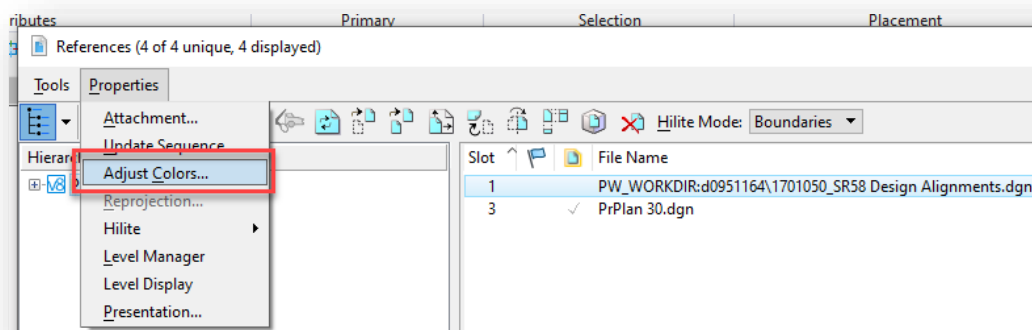 ributes Primary Selection Placement
References (4 of 4 unique, 4 displayed)
Tools Properties
Attachment... Hilite Mode: Boundaries
Update Sequence
Hierarc Slot File Name
Adjust Colors... 1 PW_WORKDIR:d0951164\1701050_SR58 Design Alignments.dgn
V8
Reprojection... 3 PrPlan 30.dgn
Hilite
Level Manager
Level Display
Presentation...